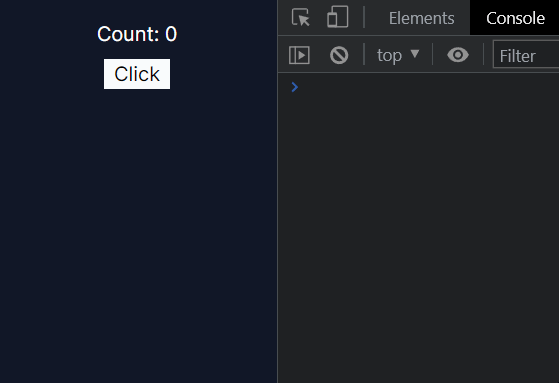 Count: 0
Click
Elements
Console
top ▼
Filter